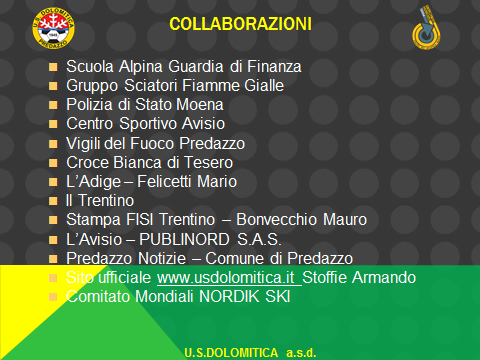 U.S. DOLOMITICA
1945
PREDAZZO
COLLABORAZIONI
Scuola Alpina Guardia di Finanza
Gruppo Sciatori Fiamme Gialle
Polizia di Stato Moena
Centro Sportivo Avisio
Vigili del Fuoco Predazzo
Croce Bianca di Tesero
L'Adige – Felicetti Mario
Il Trentino
Stampa FISI Trentino – Bonvecchio Mauro
L'Avisio – PUBLINORD S.A.S.
Predazzo Notizie – Comune di Predazzo
Sito ufficiale www.usdolomitica.it Stoffie Armando
Comitato Mondiali NORDIK SKI
U.S.DOLOMITICA a.s.d.